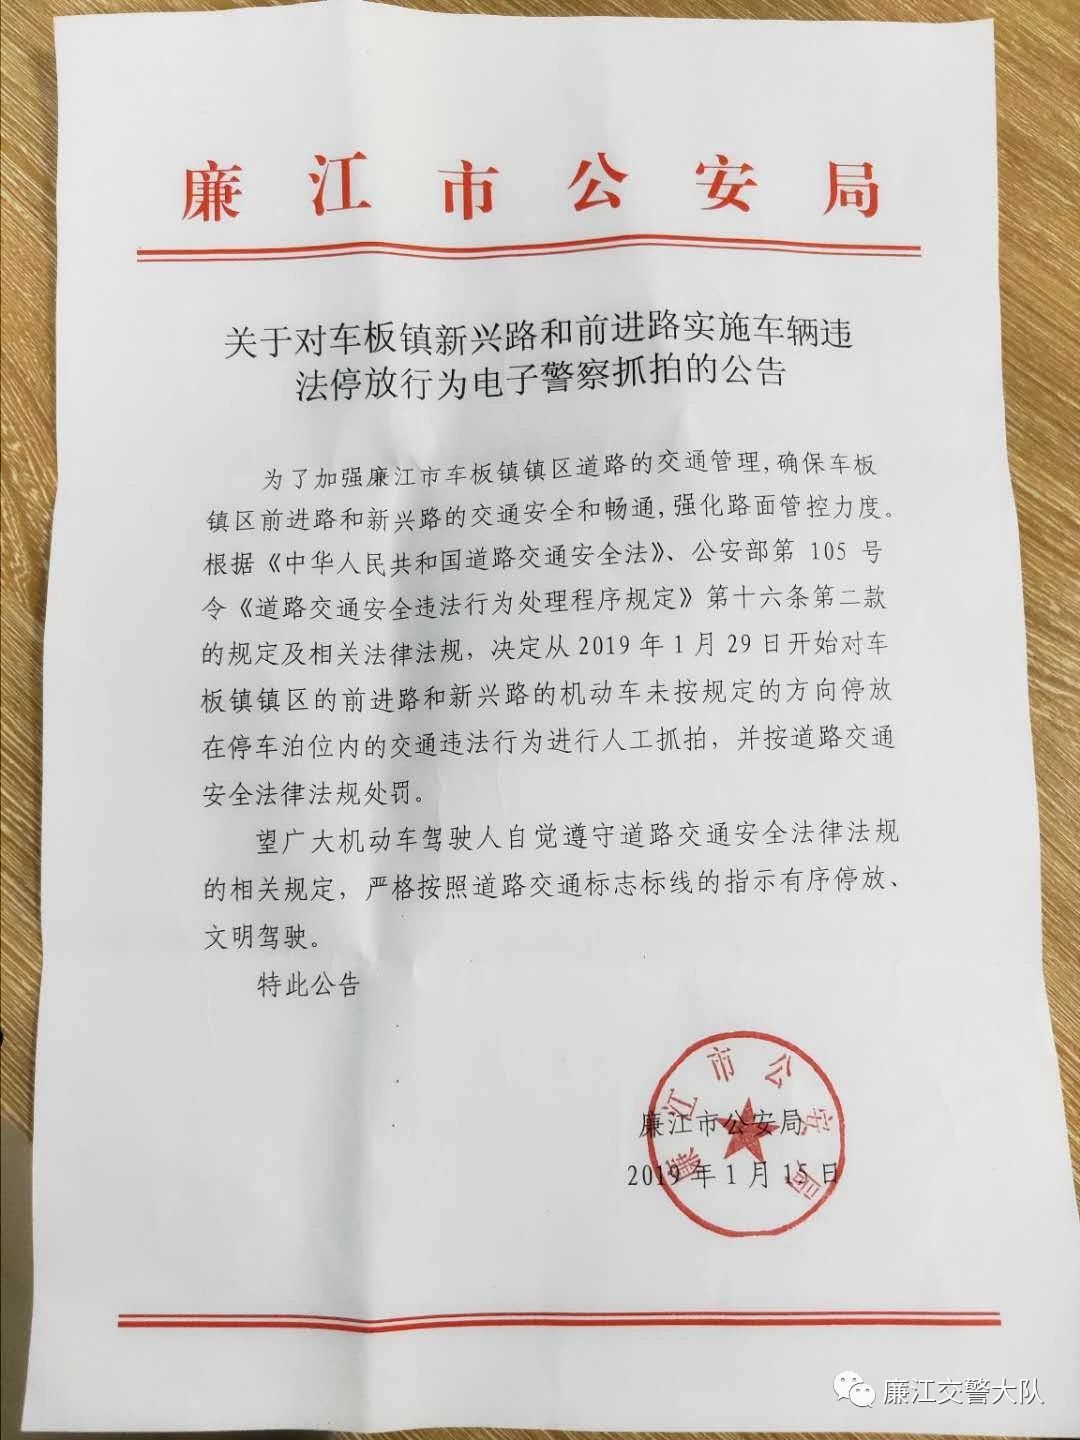 廉江市公安局
关于对车板镇新兴路和前进路实施车辆违
法停放行为电子警察抓拍的公告
为了加强廉江市车板镇镇区道路的交通管理,确保车板
镇区前进路和新兴路的交通安全和畅通,强化路面管控力度。
根据《中华人民共和国道路交通安全法》、公安部第 105 号
令《道路交通安全违法行为处理程序规定》第十六条第二款
的规定及相关法律法规，决定从2019年1月29日开始对车
板镇镇区的前进路和新兴路的机动车未按规定的方向停放
在停车泊位内的交通违法行为进行人工抓拍，并按道路交通
安全法律法规处罚。
望广大机动车驾驶人自觉遵守道路交通安全法律法规
的相关规定，严格按照道路交通标志标线的指示有序停放、
文明驾驶。
特此公告
廉江市公安局
廉江市公安局
2019年1月15日
廉江交警大队